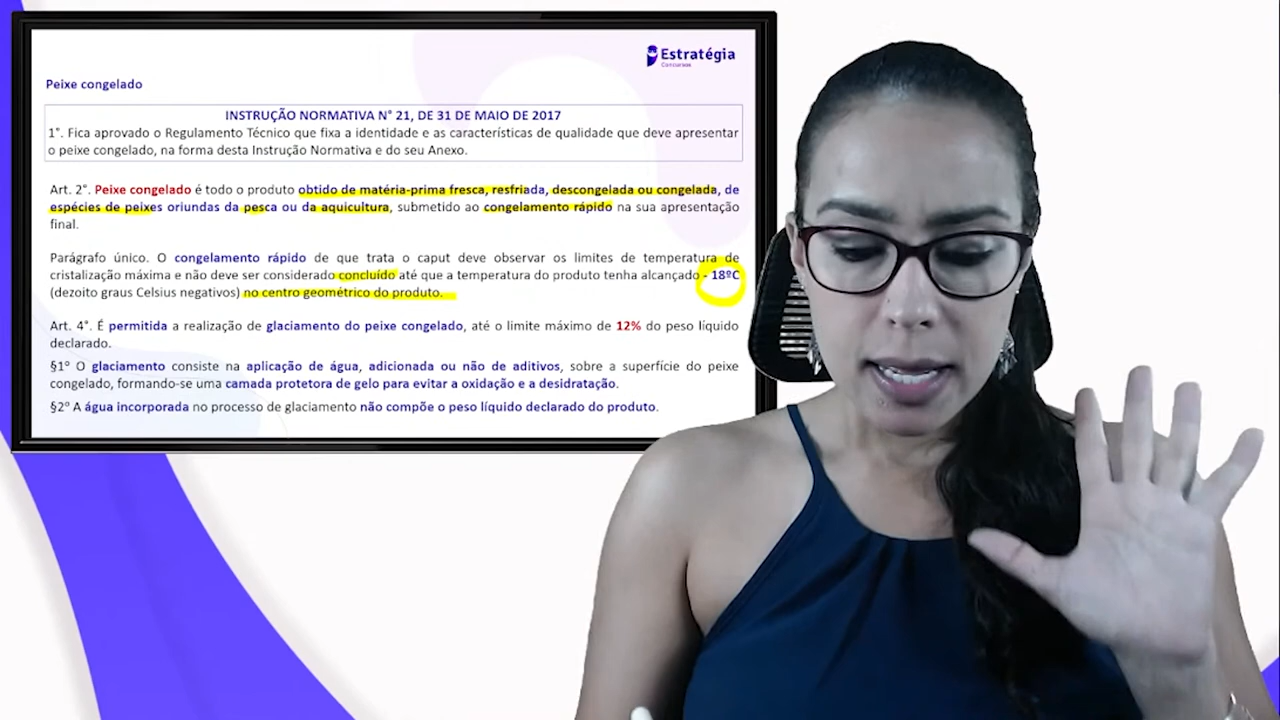 Estratégia
Concursos
Peixe congelado
INSTRUÇÃO NORMATIVA N° 21, DE 31 DE MAIO DE 2017
1°. Fica aprovado o Regulamento Técnico que fixa a identidade e as características de qualidade que deve apresentar
o peixe congelado, na forma desta Instrução Normativa e do seu Anexo.
Art. 2°. Peixe congelado é todo o produto obtido de matéria-prima fresca, resfriada, descongelada ou congelada, de
espécies de peixes oriundas da pesca ou da aquicultura, submetido ao congelamento rápido na sua apresentação
final.
Parágrafo único. O congelamento rápido de que trata o caput deve observar os limites de temperatura de
cristalização máxima e não deve ser considerado concluído até que a temperatura do produto tenha alcançado - 18ºC
(dezoito graus Celsius negativos) no centro geométrico do produto.
Art. 4°. É permitida a realização de glaciamento do peixe congelado, até o limite máximo de 12% do peso líquido
declarado.
§1º O glaciamento consiste na aplicação de água, adicionada ou não de aditivos, sobre a superfície do peixe
congelado, formando-se uma camada protetora de gelo para evitar a oxidação e a desidratação.
§2º A água incorporada no processo de glaciamento não compõe o peso líquido declarado do produto.